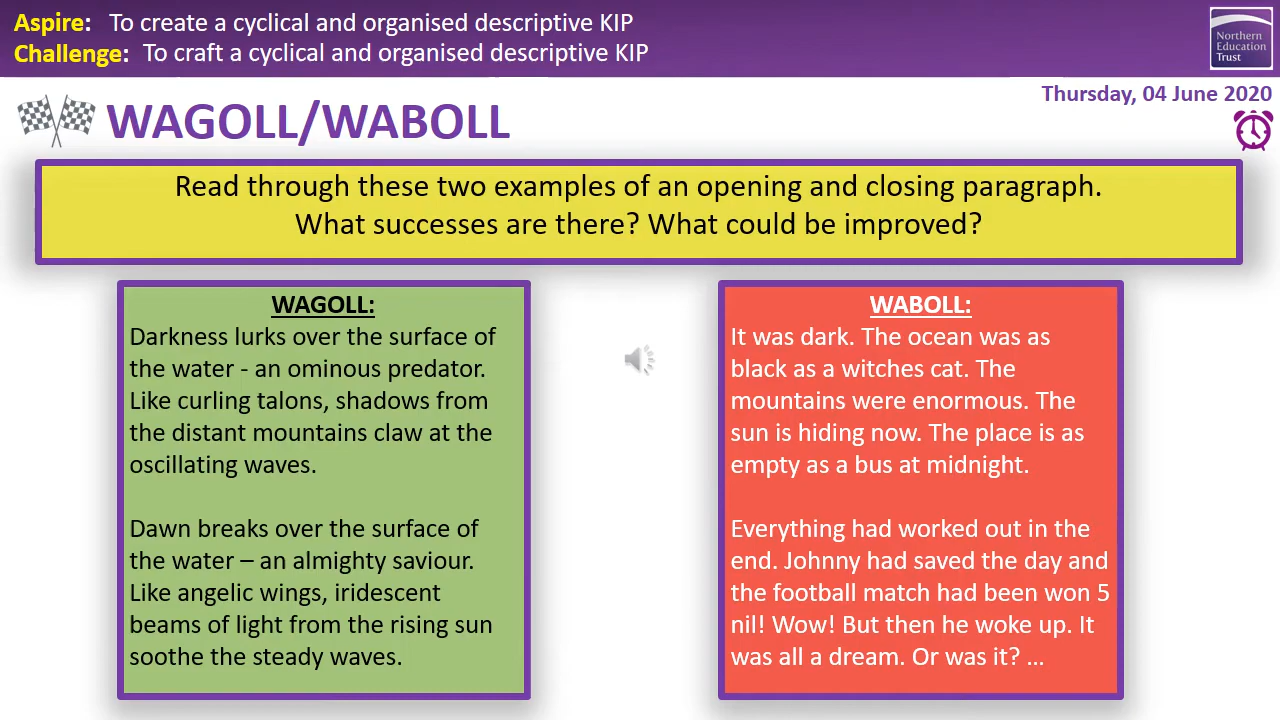 Aspire: To create a cyclical and organised descriptive KIP
Challenge: To craft a cyclical and organised descriptive KIP
Northern
Education
Trust
Thursday, 04 June 2020
WAGOLL/WABOLL
Read through these two examples of an opening and closing paragraph.
What successes are there? What could be improved?
WAGOLL:
Darkness lurks over the surface of
the water - an ominous predator.
Like curling talons, shadows from
the distant mountains claw at the
oscillating waves.
Dawn breaks over the surface of
the water – an almighty saviour.
Like angelic wings, iridescent
beams of light from the rising sun
soothe the steady waves.
WABOLL:
It was dark. The ocean was as
black as a witches cat. The
mountains were enormous. The
sun is hiding now. The place is as
empty as a bus at midnight.
Everything had worked out in the
end. Johnny had saved the day and
the football match had been won 5
nil! Wow! But then he woke up. It
was all a dream. Or was it? …